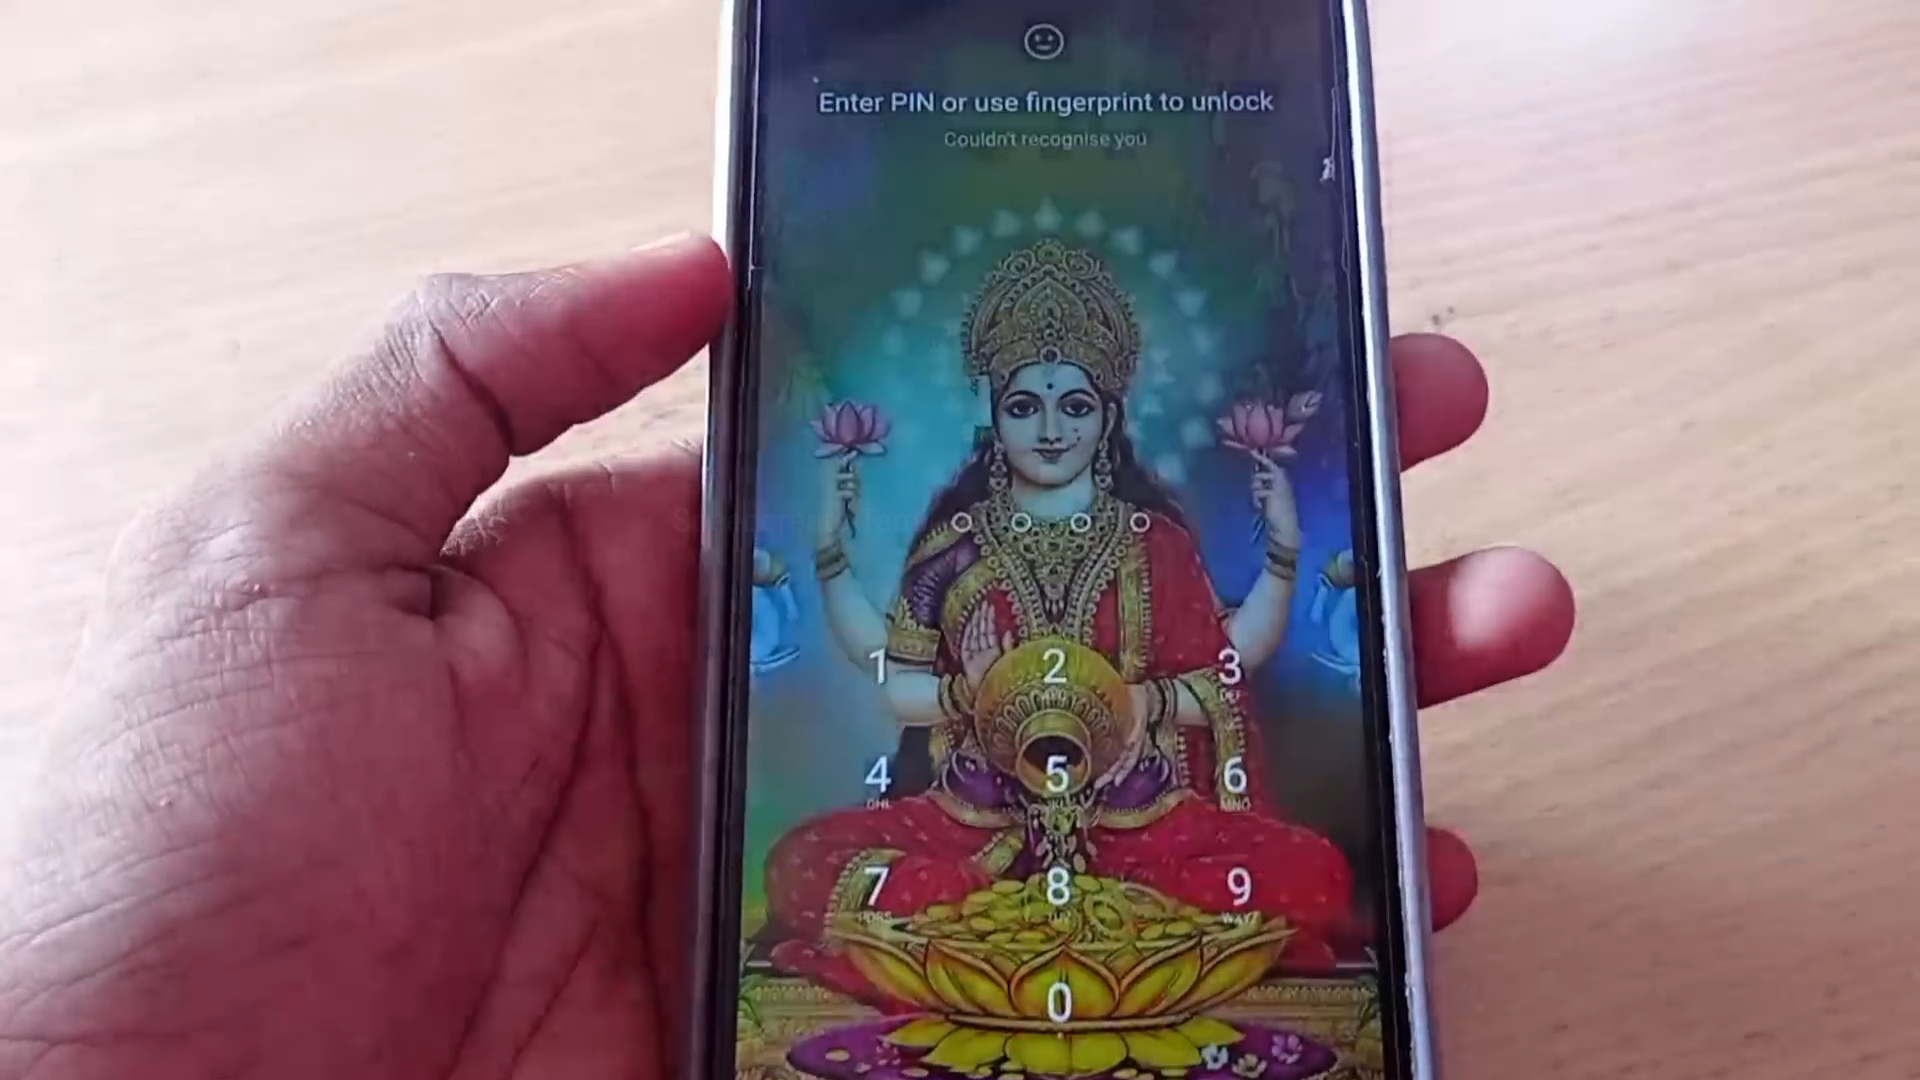 Enter PIN or use fingerprint to unlock
Couldn't recognise you
1 2 3
DEF
4 5 6
GHI MNO
7 8 9
PQRS WXYZ
0